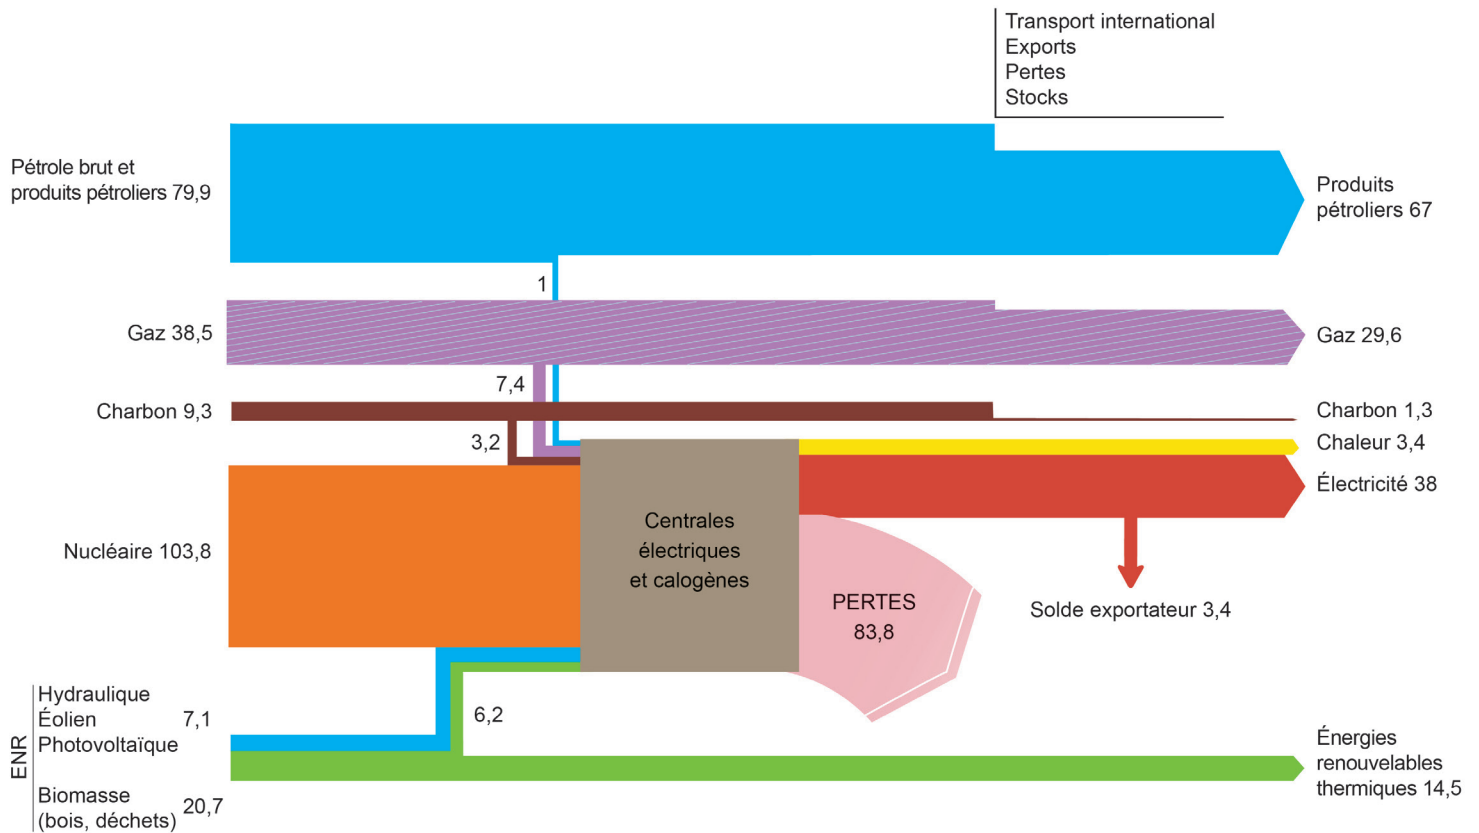 Transport international
Exports
Pertes
Stocks
Pétrole brut et
produits pétroliers 79,9
Produits
pétroliers 67
1
Gaz 38,5
Gaz 29,6
7,4
Charbon 9,3
Charbon 1,3
3,2
Chaleur 3,4
Électricité 38
Nucléaire 103,8
Centrales
électriques
et calogènes
PERTES
83,8
Solde exportateur 3,4
ENR
Hydraulique
Éolien
Photovoltaïque
7,1
6,2
Biomasse
(bois, déchets)
20,7
Énergies
renouvelables
thermiques 14,5